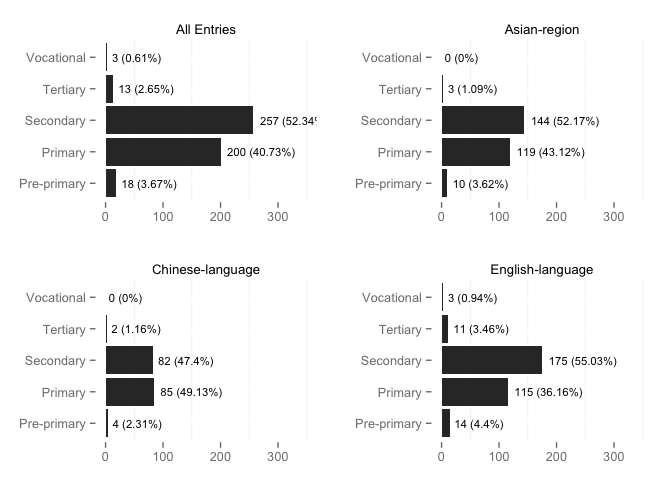 All Entries
Vocational 3 (0.61%)
Tertiary 13 (2.65%)
Secondary 257 (52.34%
Primary 200 (40.73%)
Pre-primary 18 (3.67%)
0 100 200 300
Asian-region
Vocational 0 (0%)
Tertiary 3 (1.09%)
Secondary 144 (52.17%)
Primary 119 (43.12%)
Pre-primary 10 (3.62%)
0 100 200 300
Chinese-language
Vocational 0 (0%)
Tertiary 2 (1.16%)
Secondary 82 (47.4%)
Primary 85 (49.13%)
Pre-primary 4 (2.31%)
0 100 200 300
English-language
Vocational 3 (0.94%)
Tertiary 11 (3.46%)
Secondary 175 (55.03%)
Primary 115 (36.16%)
Pre-primary 14 (4.4%)
0 100 200 300